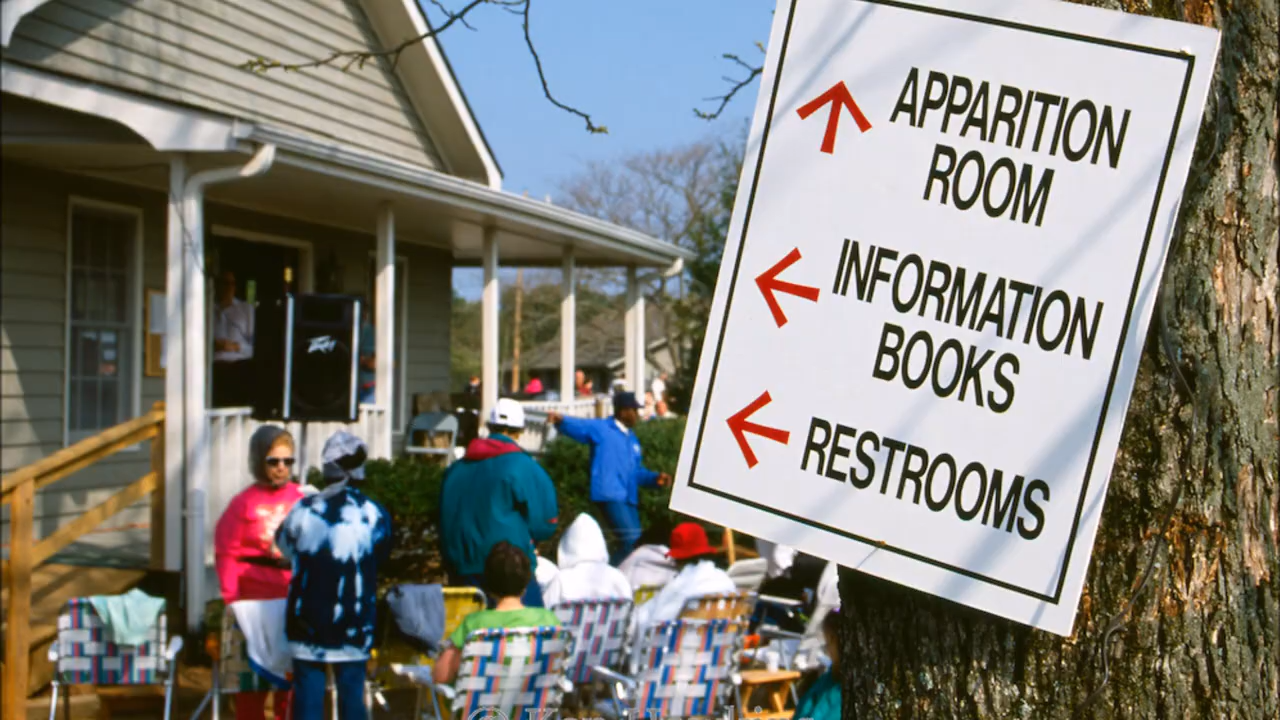 APPARITION
ROOM
INFORMATION
BOOKS
RESTROOMS
PEAVEY